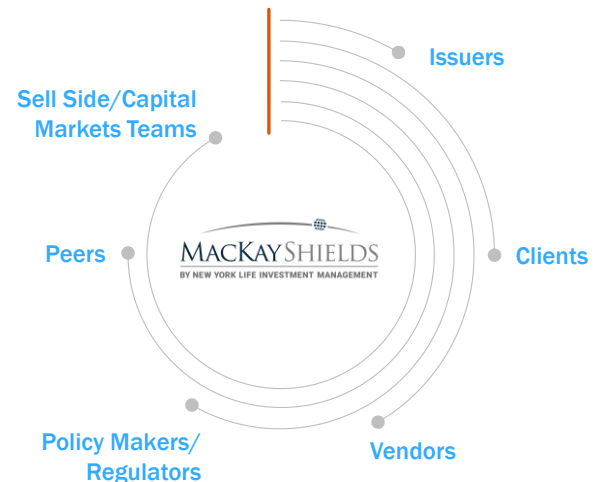 Issuers
Sell Side/Capital
Markets Teams
MACKAY SHIELDS
BY NEW YORK LIFE INVESTMENT MANAGEMENT
Peers
Clients
Policy Makers/
Regulators
Vendors